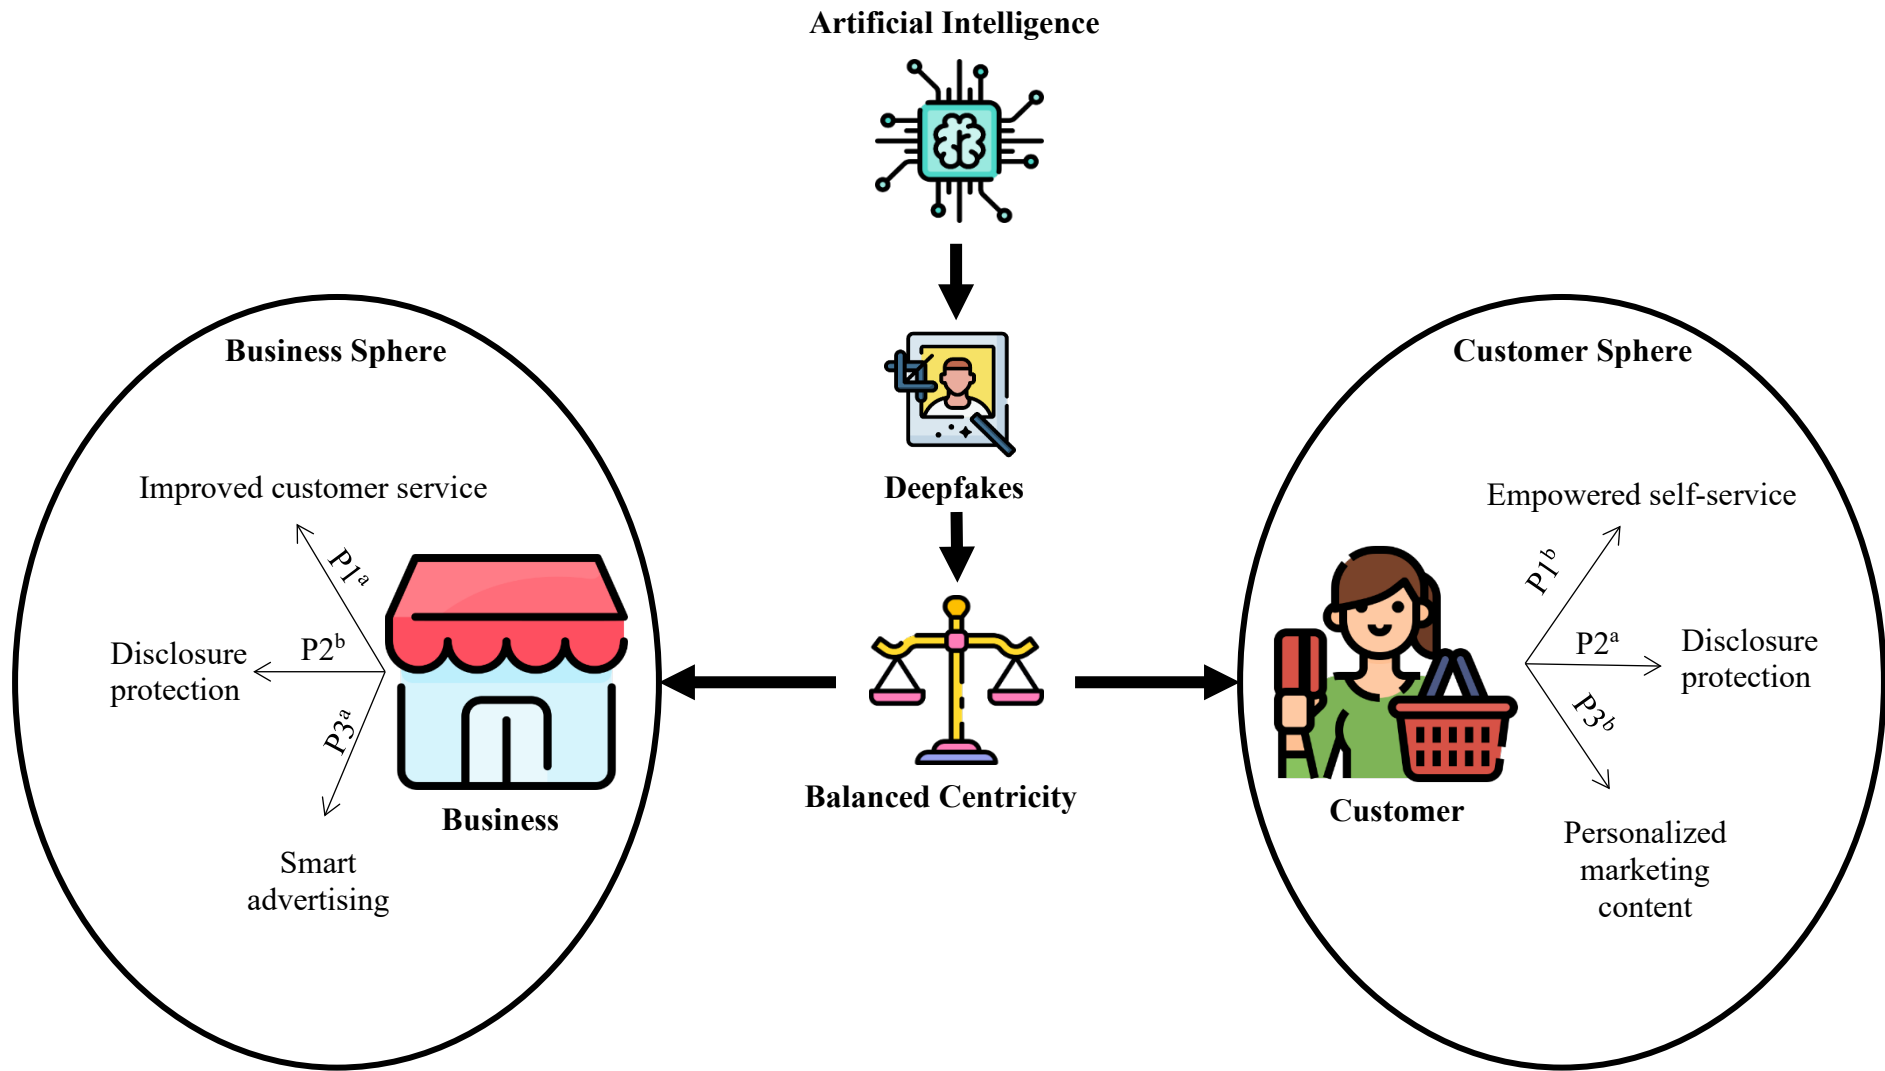 Artificial Intelligence
Deepfakes
Balanced Centricity
Business Sphere
Improved customer service
P1ᵃ
Disclosure
protection
P2ᵇ
P3ᵃ
Smart
advertising
Business
Customer Sphere
Empowered self-service
P1ᵇ
P2ᵃ
Disclosure
protection
P3ᵇ
Personalized
marketing
content
Customer